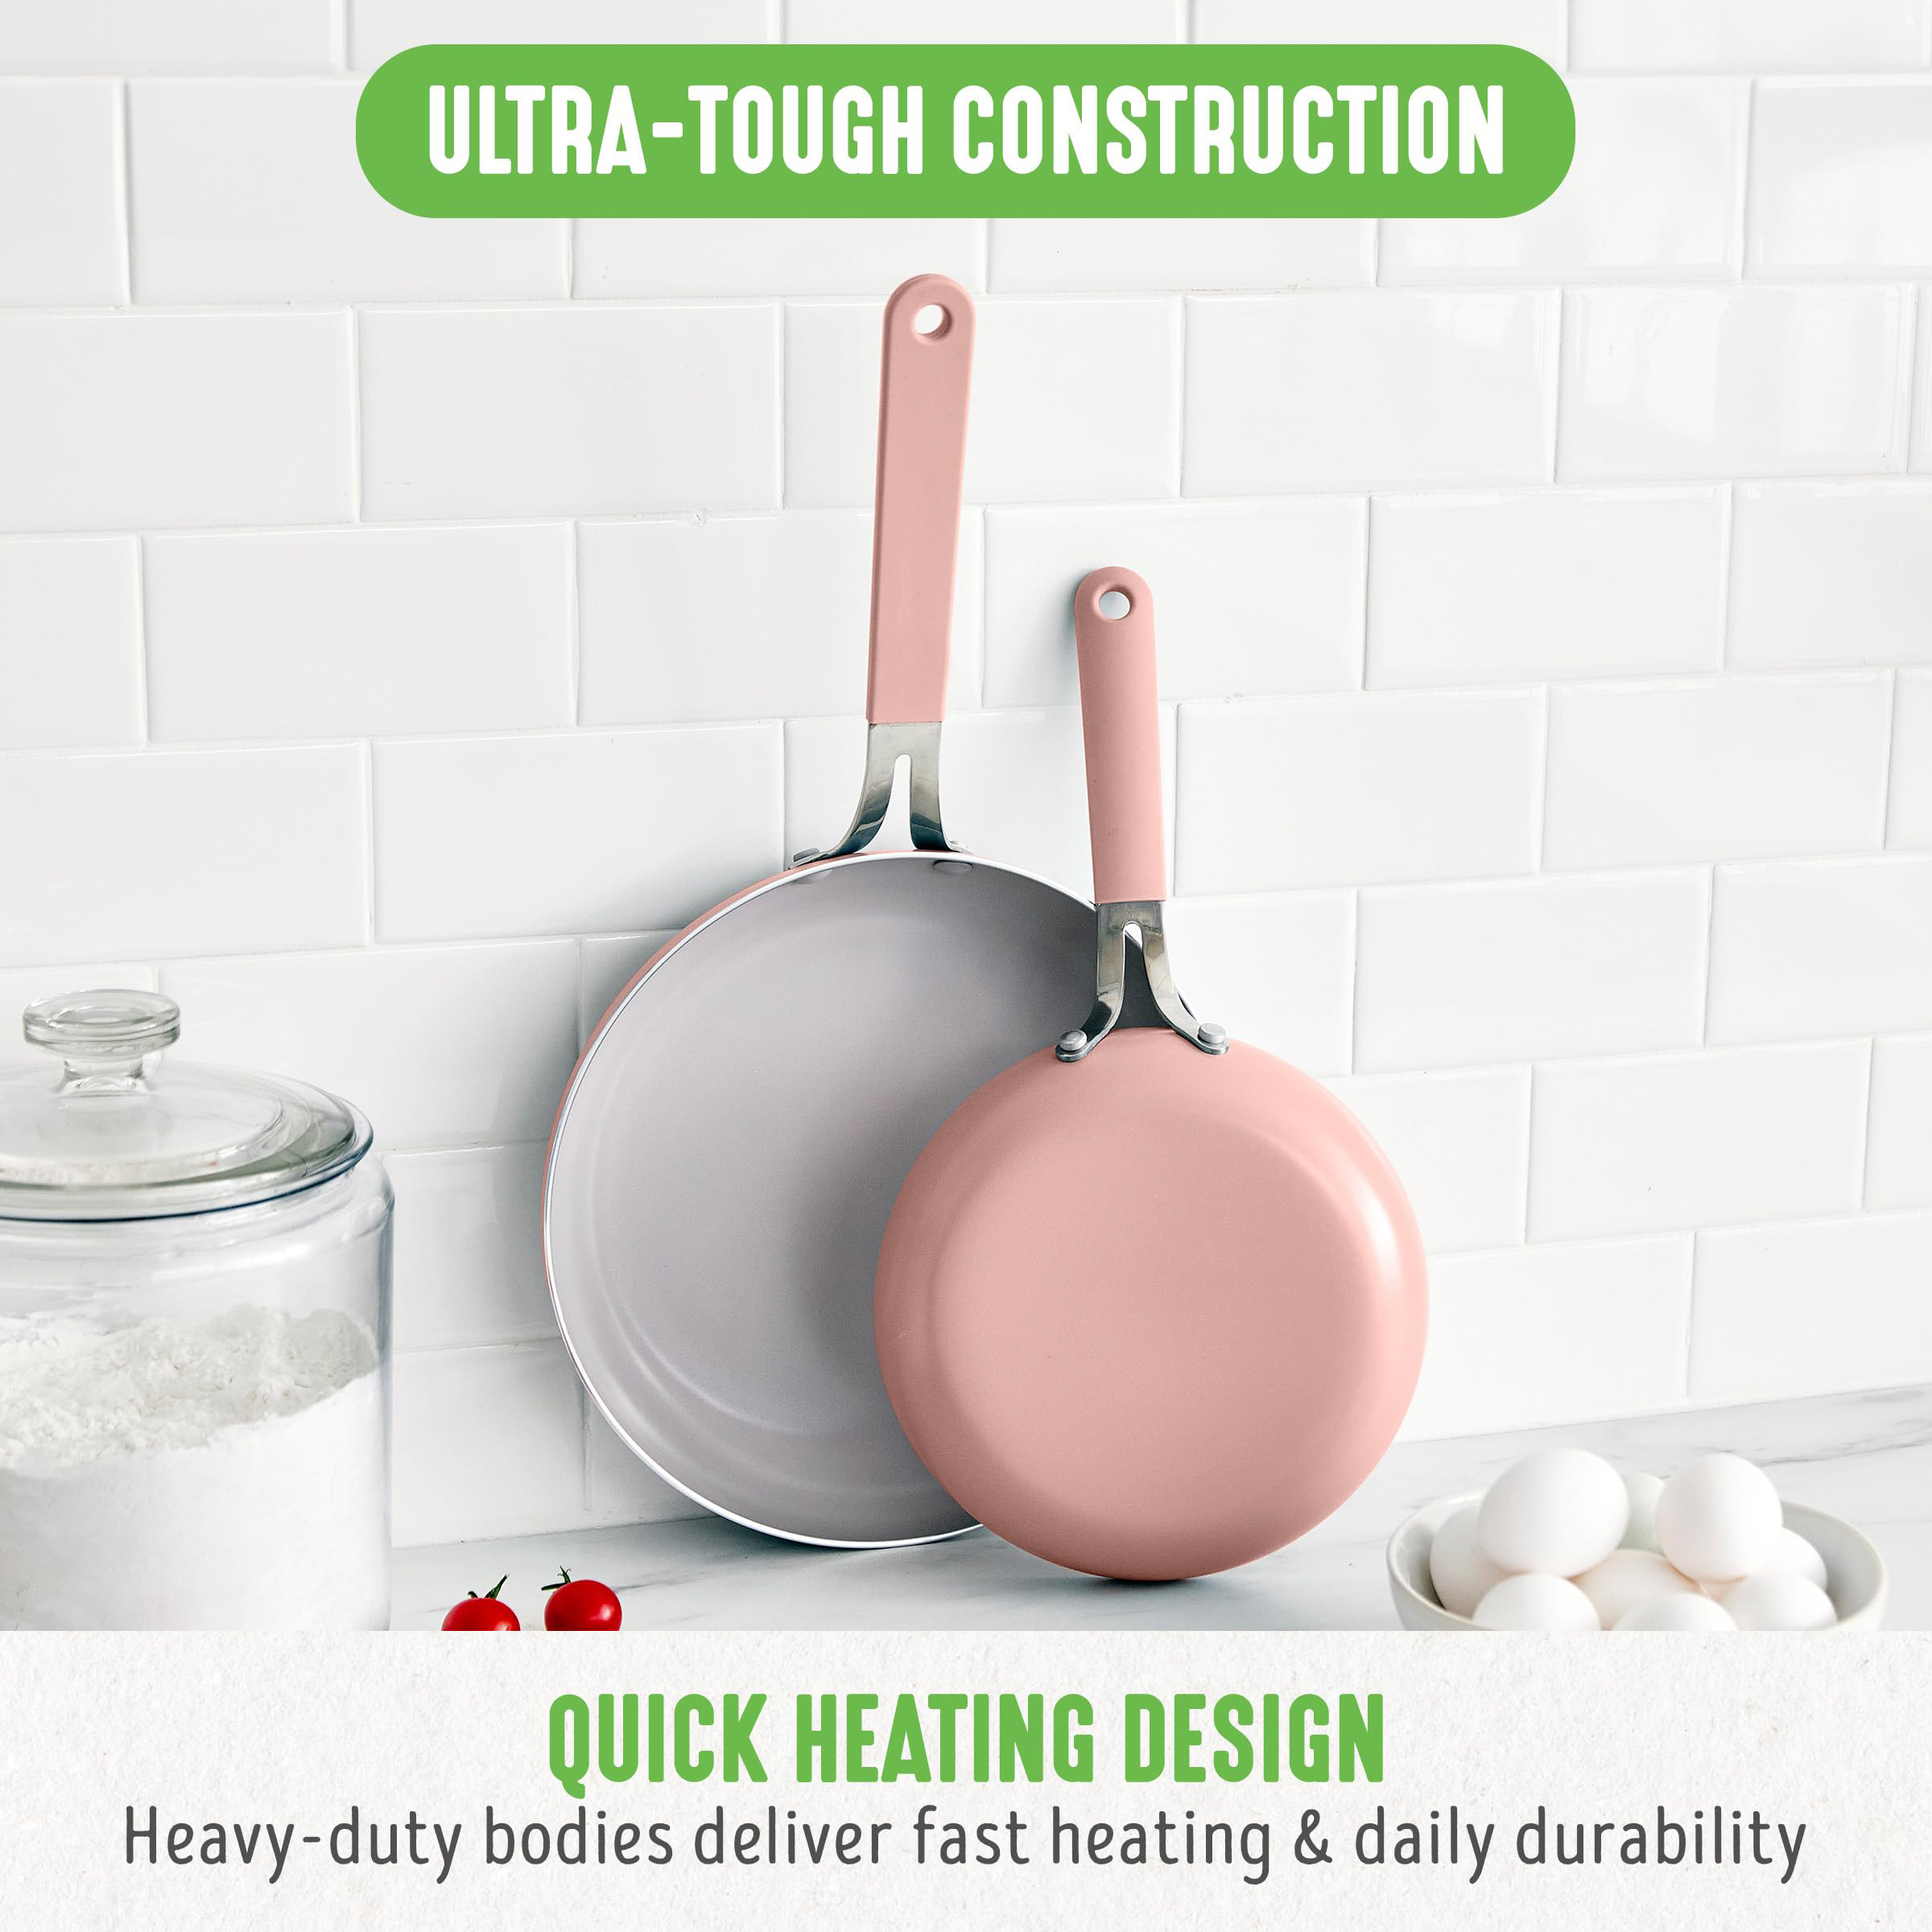 ULTRA-TOUGH CONSTRUCTION
QUICK HEATING DESIGN
Heavy-duty bodies deliver fast heating & daily durability